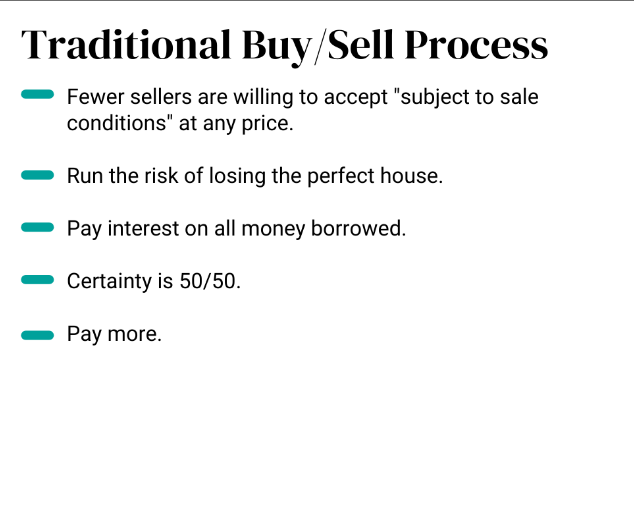 Traditional Buy/Sell Process
Fewer sellers are willing to accept "subject to sale
conditions" at any price.
Run the risk of losing the perfect house.
Pay interest on all money borrowed.
Certainty is 50/50.
Pay more.